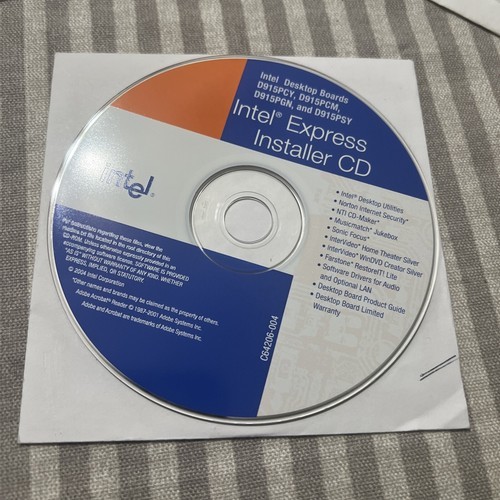 Intel Desktop Boards
D915PCY, D915PCM,
D915PGN, and D915PSY
Intel® Express
Installer CD
intel®
• Intel® Desktop Utilities
• Norton Internet Security*
• NTI CD-Maker*
• Musicmatch* Jukebox
• Sonic Focus*
• InterVideo* Home Theater Silver
• InterVideo* WinDVD Creator Silver
• Farstone* RestoreIT! Lite
• Software Drivers for Audio
and Optional LAN
• Desktop Board Product Guide
• Desktop Board Limited
Warranty
For instructions regarding these files, view the
readme.txt file located in the root directory of this
CD-ROM. Unless otherwise expressly provided in an
accompanying software license, SOFTWARE IS PROVIDED
"AS IS" WITHOUT WARRANTY OF ANY KIND, WHETHER
EXPRESS, IMPLIED, OR STATUTORY.
© 2004 Intel Corporation
*Other names and brands may be claimed as the property of others.
Adobe Acrobat® Reader © 1987-2001 Adobe Systems Inc.
Adobe and Acrobat are trademarks of Adobe Systems Inc.
C64206-004